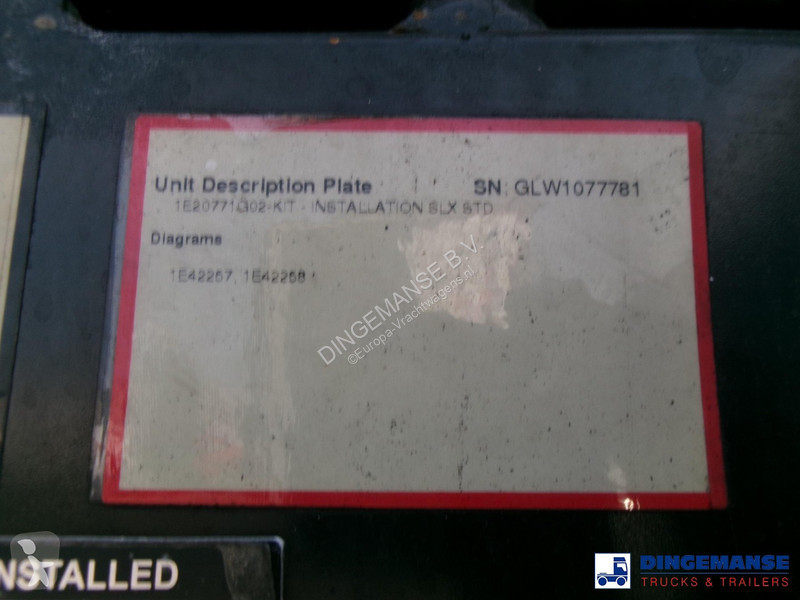 Unit Description Plate SN: GLW1077781
1E20771G02-KIT - INSTALLATION SLX STD
Diagrams
1E42257, 1E42258
DINGEMANSE B.V.
©Europa-Vrachtwagens.nl
NSTALLED
DINGEMANSE
TRUCKS & TRAILERS